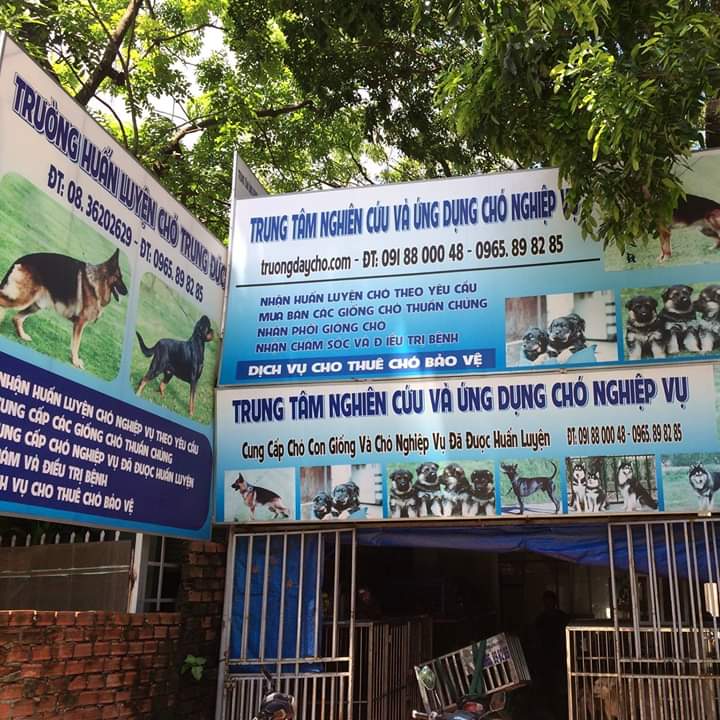 TRƯỜNG HUẤN LUYỆN CHÓ TRUNG ĐỨC
ĐT: 08. 36202629 - ĐT: 0965. 89 82 85
NHẬN HUẤN LUYỆN CHÓ NGHIỆP VỤ THEO YÊU CẦU
CUNG CẤP CÁC GIỐNG CHÓ THUẦN CHỦNG
CUNG CẤP CHÓ NGHIỆP VỤ ĐÃ ĐƯỢC HUẤN LUYỆN
VÀ ĐIỀU TRỊ BỆNH
DỊCH VỤ CHO THUÊ CHÓ BẢO VỆ
TRUNG TÂM NGHIÊN CỨU VÀ ỨNG DỤNG CHÓ NGHIỆP VỤ
truongdaycho.com - ĐT: 091 88 000 48 - 0965. 89 82 85
NHẬN HUẤN LUYỆN CHÓ THEO YÊU CẦU
MUA BÁN CÁC GIỐNG CHÓ THUẦN CHỦNG
NHẬN PHỐI GIỐNG CHÓ
NHẬN CHĂM SÓC VÀ ĐIỀU TRỊ BỆNH
DỊCH VỤ CHO THUÊ CHÓ BẢO VỆ
TRUNG TÂM NGHIÊN CỨU VÀ ỨNG DỤNG CHÓ NGHIỆP VỤ
Cung Cấp Chó Con Giống Và Chó Nghiệp Vụ Đã Được Huấn Luyện ĐT: 091 88 000 48 - 0965. 89 82 85